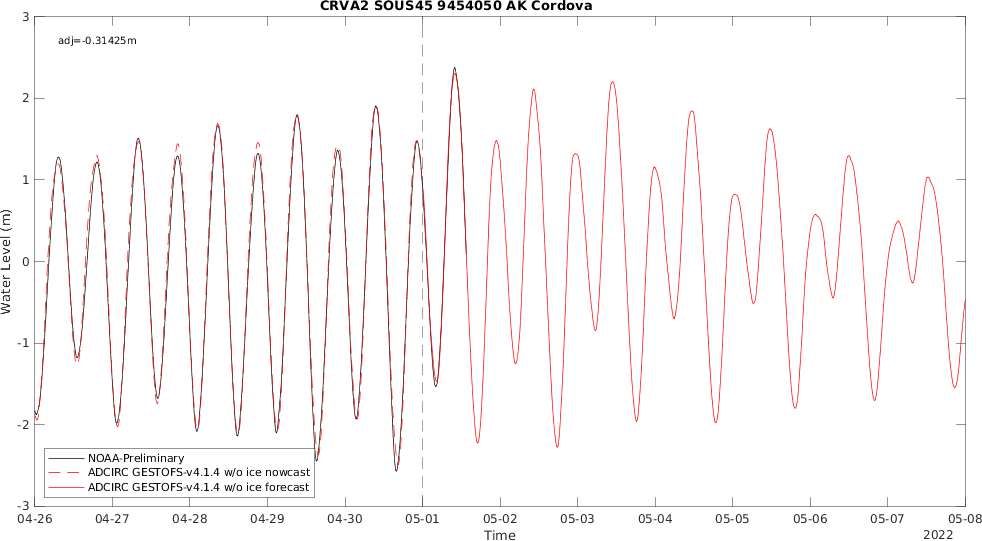 CRVA2 SOUS45 9454050 AK Cordova
adj=-0.31425m
3
2
1
0
-1
-2
-3
Water Level (m)
NOAA-Preliminary
ADCIRC GESTOFS-v4.1.4 w/o ice nowcast
ADCIRC GESTOFS-v4.1.4 w/o ice forecast
04-26 04-27 04-28 04-29 04-30 05-01 05-02 05-03 05-04 05-05 05-06 05-07 05-08
Time
2022